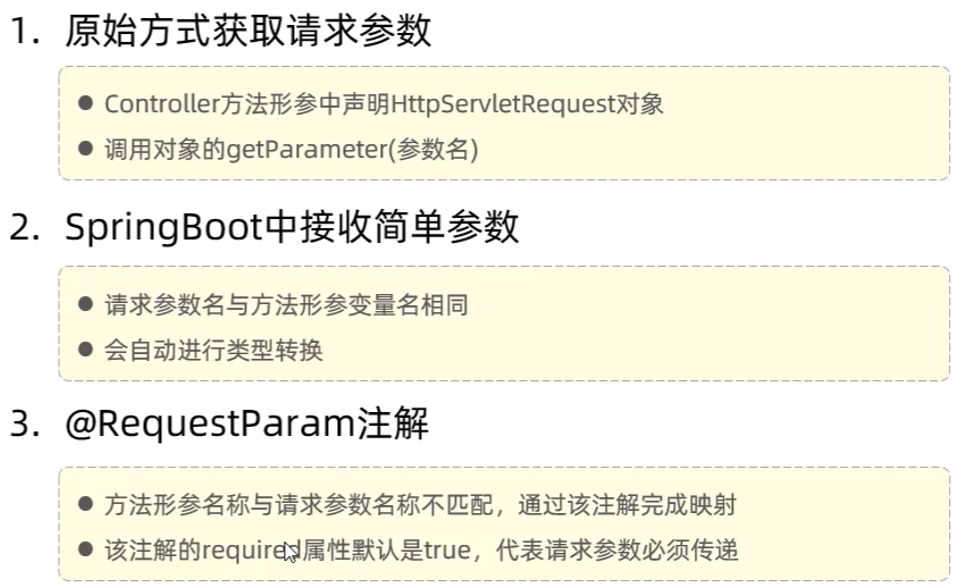 1. 原始方式获取请求参数
● Controller方法形参中声明HttpServletRequest对象
● 调用对象的getParameter(参数名)
2. SpringBoot中接收简单参数
● 请求参数名与方法形参变量名相同
● 会自动进行类型转换
3. @RequestParam注解
● 方法形参名称与请求参数名称不匹配，通过该注解完成映射
● 该注解的required属性默认是true，代表请求参数必须传递